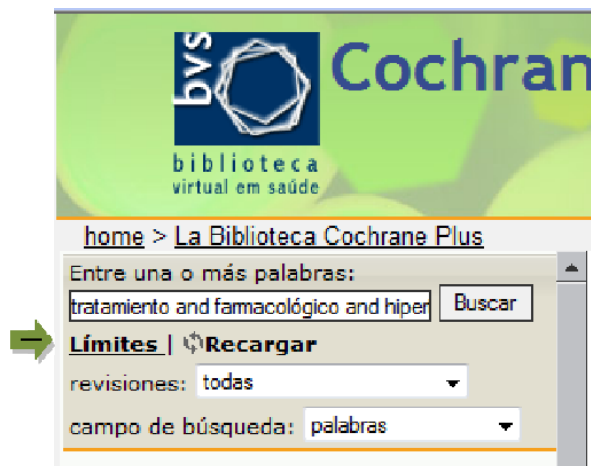 bvs
Cochran
biblioteca
virtual em saúde
home > La Biblioteca Cochrane Plus
Entre una o más palabras:
tratamiento and farmacológico and hiper Buscar
Límites | Recargar
revisiones: todas
campo de búsqueda: palabras